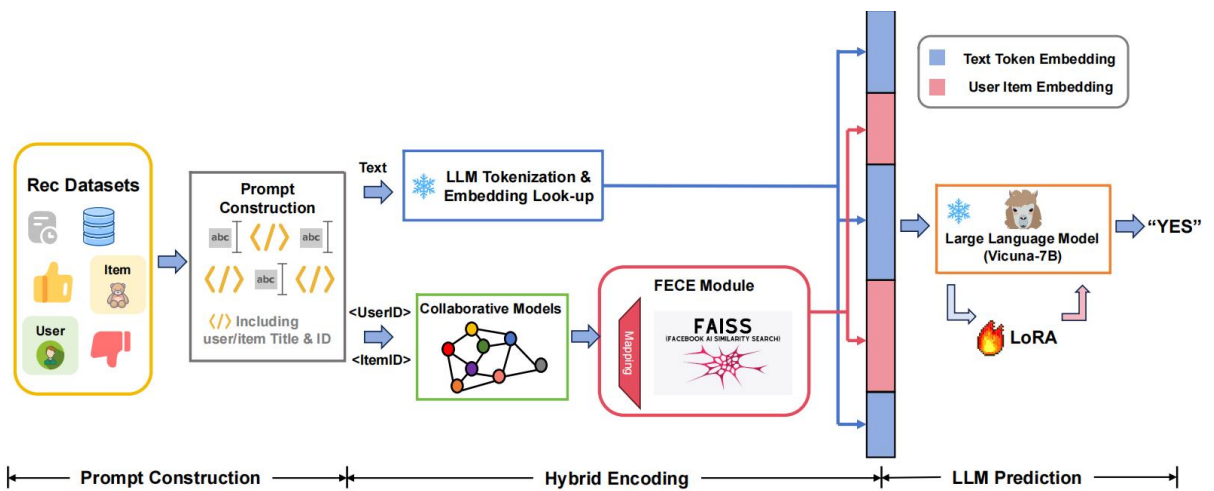 Text Token Embedding
User Item Embedding
Rec Datasets
Item
User
Prompt
Construction
abc
</>
abc
</>
abc
</>
</> Including
user/item Title & ID
Text
LLM Tokenization &
Embedding Look-up
<UserID>
<ItemID>
Collaborative Models
FECE Module
Mapping
FAISS
(FACEBOOK AI SIMILARITY SEARCH)
Large Language Model
(Vicuna-7B)
"YES"
LoRA
Prompt Construction
Hybrid Encoding
LLM Prediction